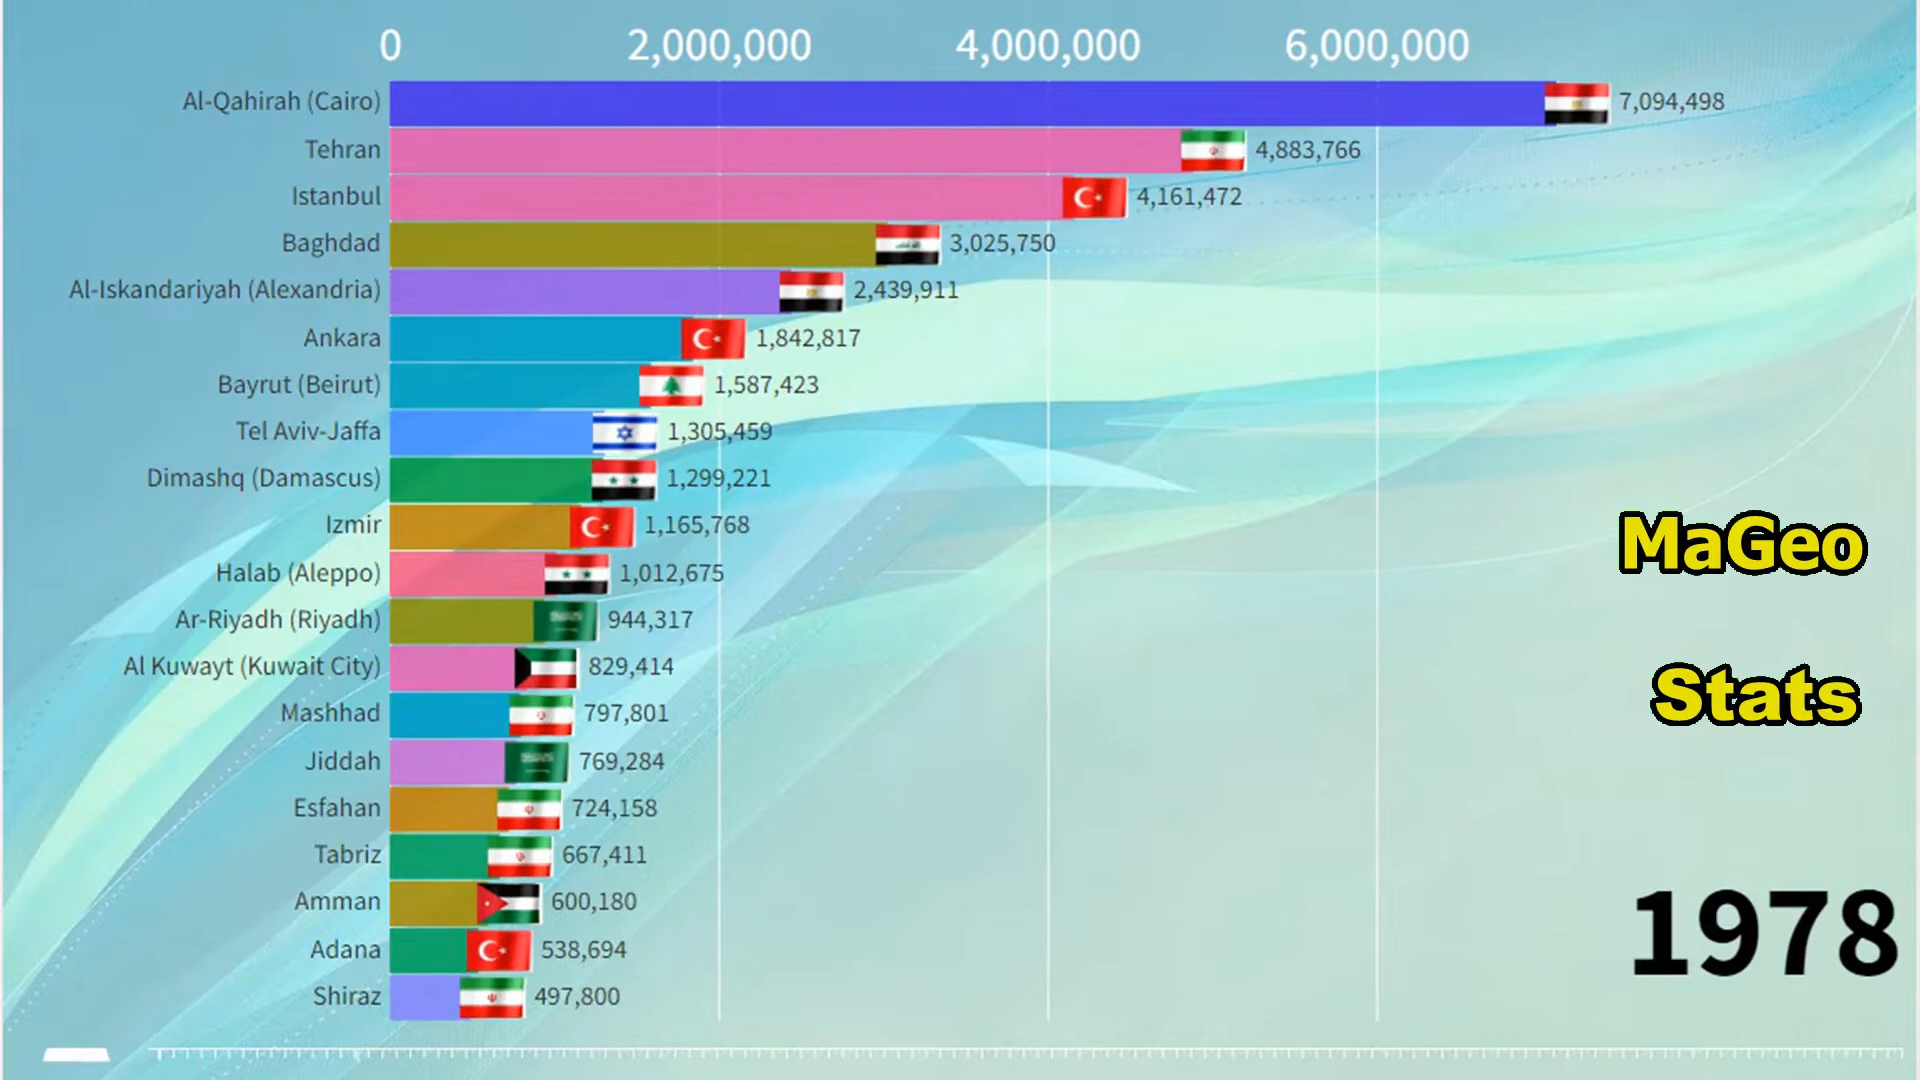 0 2,000,000 4,000,000 6,000,000
Al-Qahirah (Cairo) 7,094,498
Tehran 4,883,766
Istanbul 4,161,472
Baghdad 3,025,750
Al-Iskandariyah (Alexandria) 2,439,911
Ankara 1,842,817
Bayrut (Beirut) 1,587,423
Tel Aviv-Jaffa 1,305,459
Dimashq (Damascus) 1,299,221
Izmir 1,165,768
Halab (Aleppo) 1,012,675
Ar-Riyadh (Riyadh) 944,317
Al Kuwayt (Kuwait City) 829,414
Mashhad 797,801
Jiddah 769,284
Esfahan 724,158
Tabriz 667,411
Amman 600,180
Adana 538,694
Shiraz 497,800
MaGeo
Stats
1978